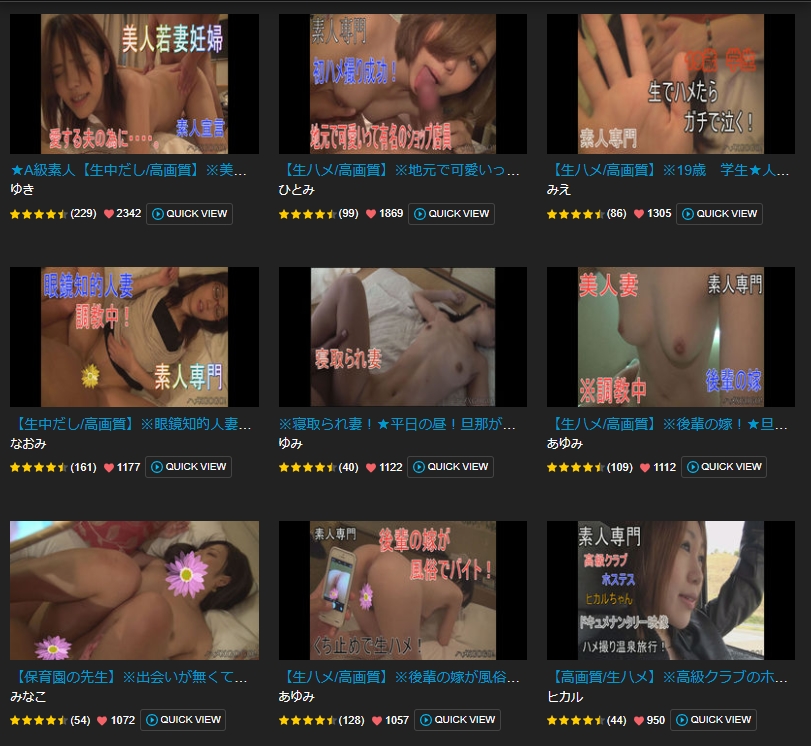 美人若妻妊婦
愛する夫の為に‥‥。
素人宣言
素人専門
初ハメ撮り成功！
地元で可愛いって有名のショップ店員
生でハメたら
ガチで泣く！
素人専門
★A級素人【生中だし/高画質】※美...
【生ハメ/高画質】※地元で可愛いっ...
【生ハメ/高画質】※19歳　学生★人...
ゆき
ひとみ
みえ
(229) 2342 QUICK VIEW
(99) 1869 QUICK VIEW
(86) 1305 QUICK VIEW
眼鏡知的人妻
調教中！
素人専門
寝取られ妻
美人妻
素人専門
※調教中
後輩の嫁
【生中だし/高画質】※眼鏡知的人妻...
※寝取られ妻！★平日の昼！旦那が...
【生ハメ/高画質】※後輩の嫁！★旦...
なおみ
ゆみ
あゆみ
(161) 1177 QUICK VIEW
(40) 1122 QUICK VIEW
(109) 1112 QUICK VIEW
素人専門
後輩の嫁が
風俗でバイト！
くち止めで生ハメ！
素人専門
高級クラブ
ホステス
ヒカルちゃん
ドキュメンタリー映像
ハメ撮り温泉旅行！
【保育園の先生】※出会いが無くて...
【生ハメ/高画質】※後輩の嫁が風俗...
【高画質/生ハメ】※高級クラブのホ...
みなこ
あゆみ
ヒカル
(54) 1072 QUICK VIEW
(128) 1057 QUICK VIEW
(44) 950 QUICK VIEW